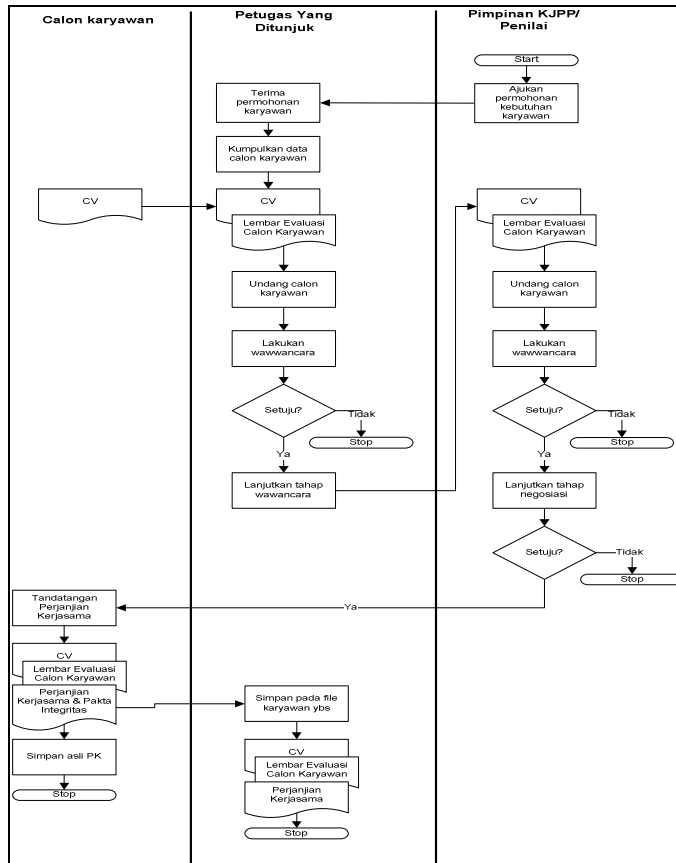 Calon karyawan
Petugas Yang
Ditunjuk
Pimpinan KJPP/
Penilai
Start
Ajukan
permohonan
kebutuhan
karyawan
Terima
permohonan
karyawan
Kumpulkan data
calon karyawan
CV
CV
Lembar Evaluasi
Calon Karyawan
CV
Lembar Evaluasi
Calon Karyawan
Undang calon
karyawan
Undang calon
karyawan
Lakukan
wawwancara
Lakukan
wawwancara
Setuju?
Tidak
Stop
Ya
Setuju?
Tidak
Stop
Ya
Lanjutkan tahap
wawancara
Lanjutkan tahap
negosiasi
Setuju?
Tidak
Stop
Ya
Tandatangan
Perjanjian
Kerjasama
CV
Lembar Evaluasi
Calon Karyawan
Perjanjian
Kerjasama & Pakta
Integritas
Simpan pada file
karyawan ybs
Simpan asli PK
Stop
CV
Lembar Evaluasi
Calon Karyawan
Perjanjian
Kerjasama
Stop